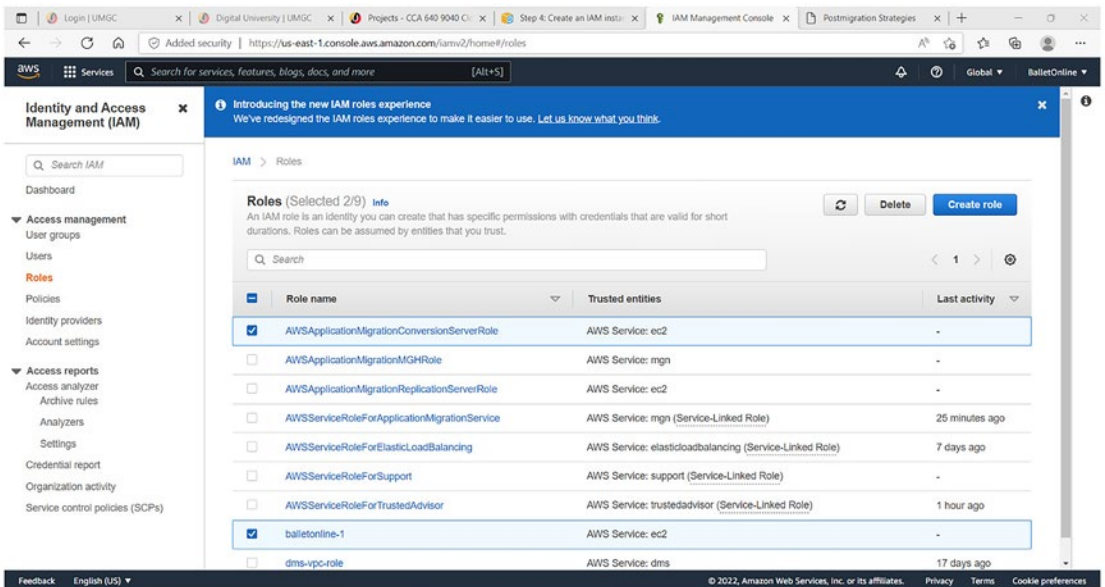 Login | UMGC
Digital University | UMGC
Projects - CCA 640 9040 Cl
Step 4: Create an IAM insta
IAM Management Console
Postmigration Strategies
Added security | https://us-east-1.console.aws.amazon.com/iamv2/home#/roles
aws
Services
Search for services, features, blogs, docs, and more
[Alt+S]
Global
BalletOnline
Identity and Access
Management (IAM)
Search IAM
Dashboard
Access management
User groups
Users
Roles
Policies
Identity providers
Account settings
Access reports
Access analyzer
Archive rules
Analyzers
Settings
Credential report
Organization activity
Service control policies (SCPs)
Introducing the new IAM roles experience
We've redesigned the IAM roles experience to make it easier to use. Let us know what you think.
IAM > Roles
Roles (Selected 2/9) Info
An IAM role is an identity you can create that has specific permissions with credentials that are valid for short
durations. Roles can be assumed by entities that you trust.
Delete
Create role
Search
1
Role name Trusted entities Last activity
AWSApplicationMigrationConversionServerRole AWS Service: ec2 -
AWSApplicationMigrationMGHRole AWS Service: mgn -
AWSApplicationMigrationReplicationServerRole AWS Service: ec2 -
AWSServiceRoleForApplicationMigrationService AWS Service: mgn (Service-Linked Role) 25 minutes ago
AWSServiceRoleForElasticLoadBalancing AWS Service: elasticloadbalancing (Service-Linked Role) 7 days ago
AWSServiceRoleForSupport AWS Service: support (Service-Linked Role) -
AWSServiceRoleForTrustedAdvisor AWS Service: trustedadvisor (Service-Linked Role) 1 hour ago
balletonline-1 AWS Service: ec2 -
dms-vpc-role AWS Service: dms 17 days ago
Feedback English (US) © 2022, Amazon Web Services, Inc. or its affiliates. Privacy Terms Cookie preferences